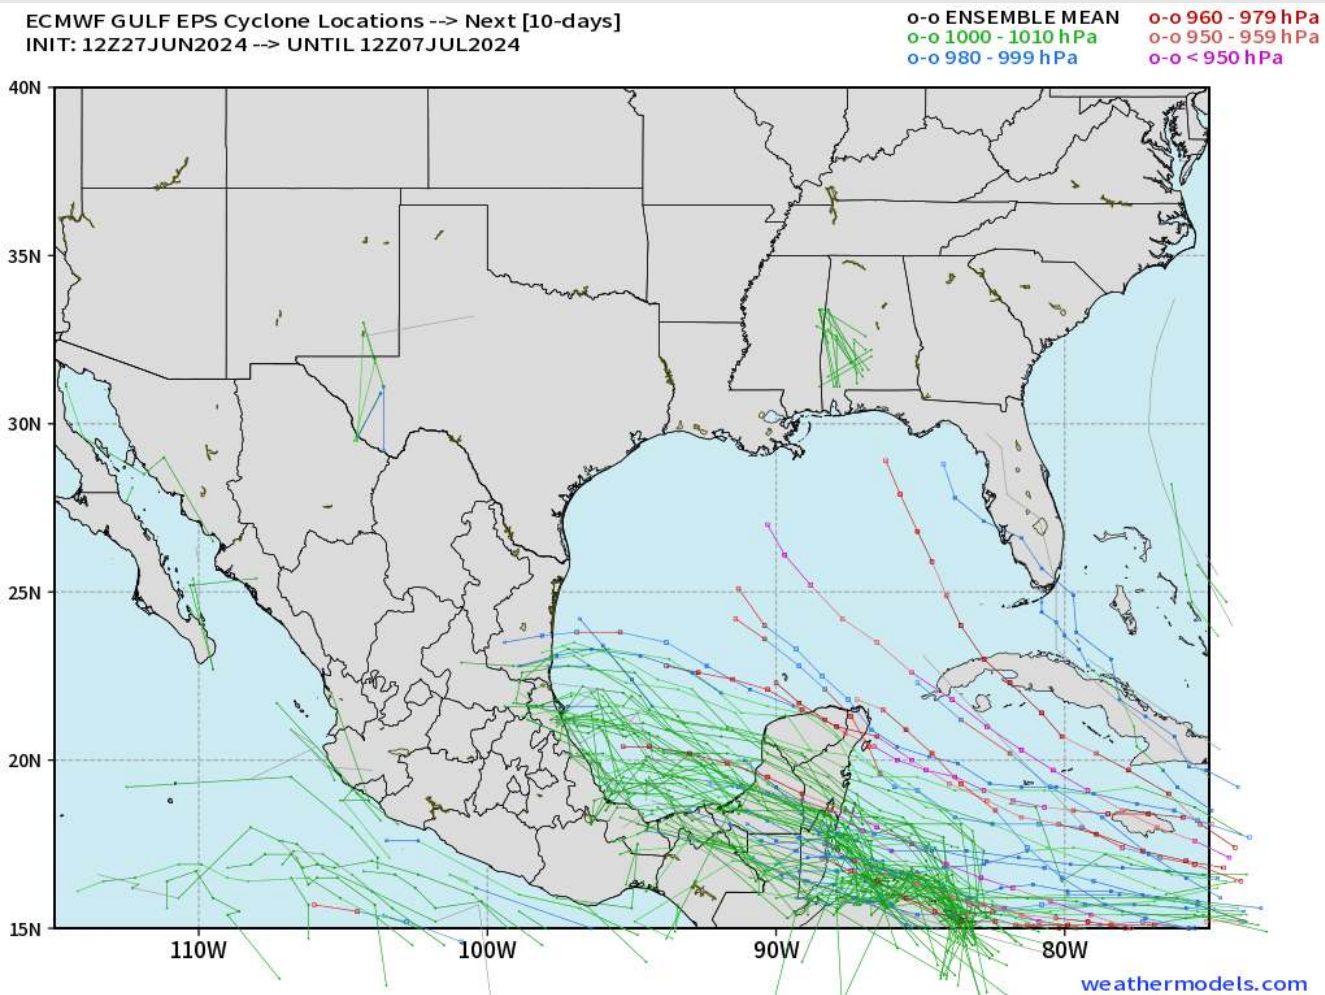 ECMWF GULF EPS Cyclone Locations --> Next [10-days]
INIT: 12Z27JUN2024 --> UNTIL 12Z07JUL2024
o-o ENSEMBLE MEAN
o-o 1000 - 1010 hPa
o-o 980 - 999 hPa
o-o 960 - 979 hPa
o-o 950 - 959 hPa
o-o < 950 hPa
40N
35N
30N
25N
20N
15N
110W 100W 90W 80W
weathermodels.com